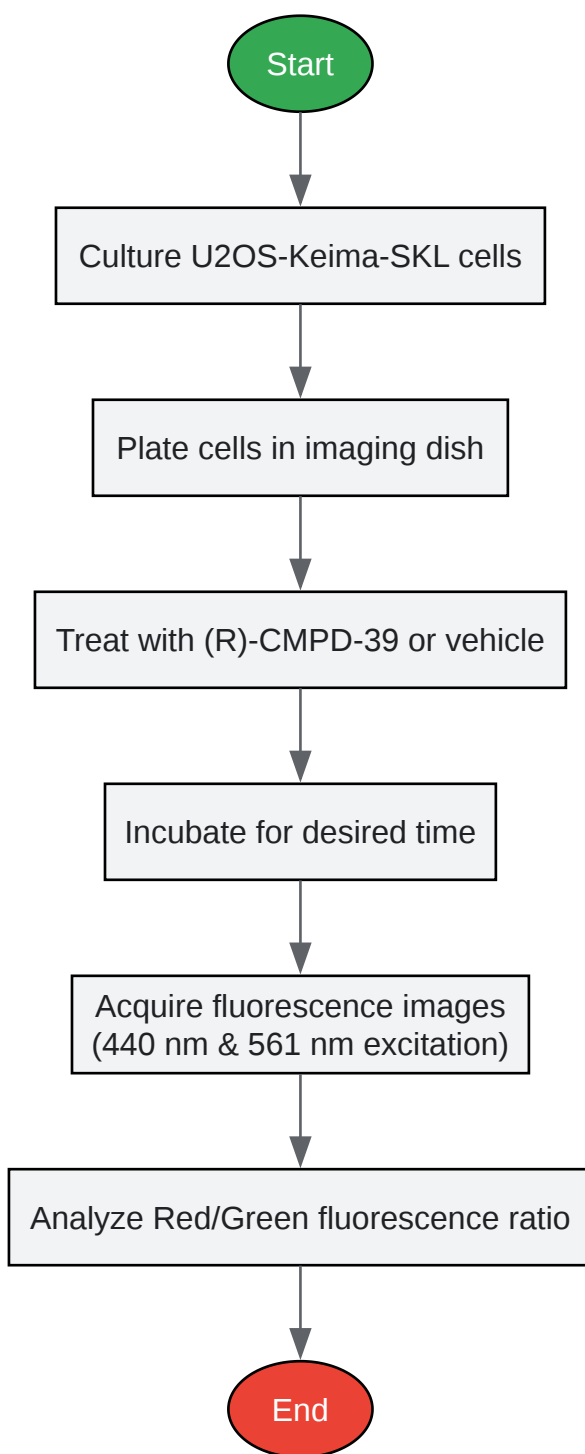 Start
Culture U2OS-Keima-SKL cells
Plate cells in imaging dish
Treat with (R)-CMPD-39 or vehicle
Incubate for desired time
Acquire fluorescence images
(440 nm & 561 nm excitation)
Analyze Red/Green fluorescence ratio
End